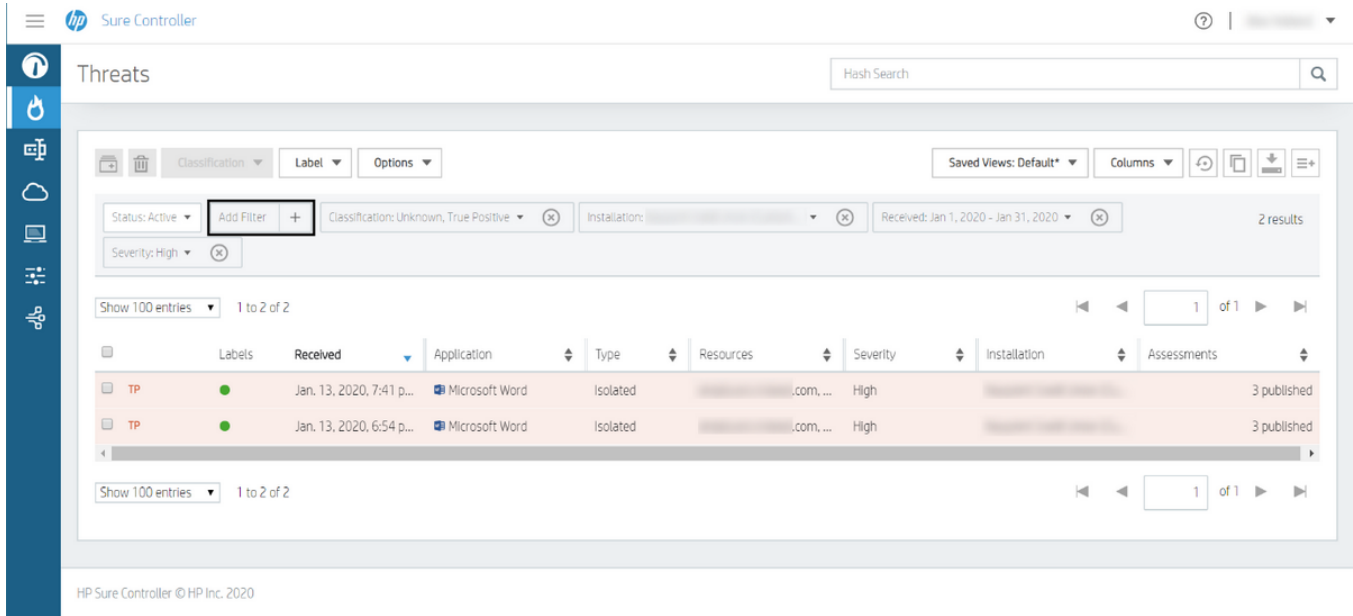 hp Sure Controller
Threats
Hash Search
Classification Label Options Saved Views: Default* Columns
Status: Active Add Filter + Classification: Unknown, True Positive Installation: Received: Jan 1, 2020 - Jan 31, 2020 2 results
Severity: High
Show 100 entries 1 to 2 of 2 1 of 1
Labels Received Application Type Resources Severity Installation Assessments
TP Jan. 13, 2020, 7:41 p... Microsoft Word Isolated .com, ... High 3 published
TP Jan. 13, 2020, 6:54 p... Microsoft Word Isolated .com, ... High 3 published
Show 100 entries 1 to 2 of 2 1 of 1
HP Sure Controller © HP Inc. 2020